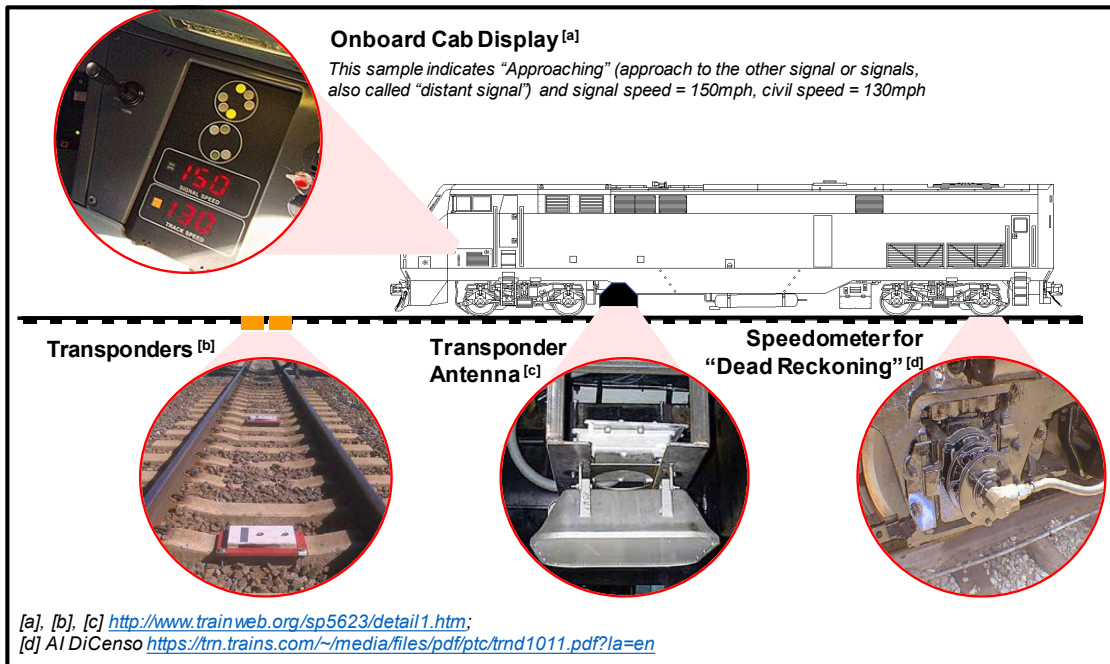 Onboard Cab Display [a]
This sample indicates “Approaching” (approach to the other signal or signals,
also called “distant signal”) and signal speed = 150mph, civil speed = 130mph
150
SIGNAL SPEED
130
TRACK SPEED
Transponders [b]
Transponder
Antenna [c]
Speedometer for
“Dead Reckoning” [d]
[a], [b], [c] http://www.trainweb.org/sp5623/detail1.htm;
[d] Al DiCenso https://trn.trains.com/~/media/files/pdf/ptc/trnd1011.pdf?la=en